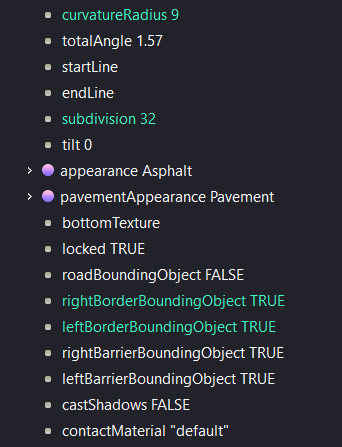 curvatureRadius 9
totalAngle 1.57
startLine
endLine
subdivision 32
tilt 0
appearance Asphalt
pavementAppearance Pavement
bottomTexture
locked TRUE
roadBoundingObject FALSE
rightBorderBoundingObject TRUE
leftBorderBoundingObject TRUE
rightBarrierBoundingObject TRUE
leftBarrierBoundingObject TRUE
castShadows FALSE
contactMaterial "default"